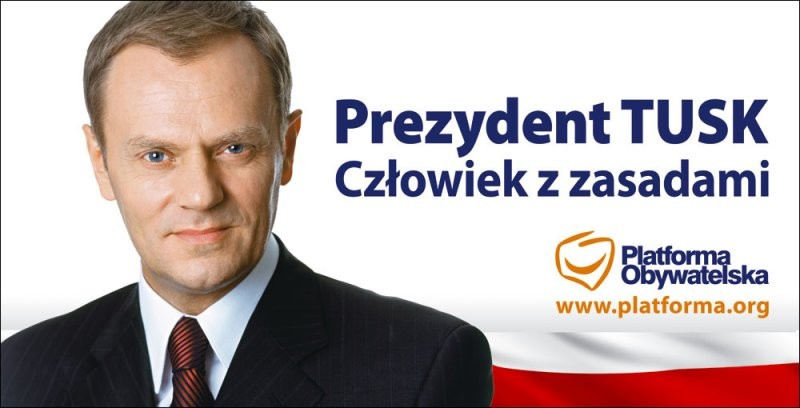 Prezydent TUSK
Człowiek z zasadami
Platforma
Obywatelska
www.platforma.org